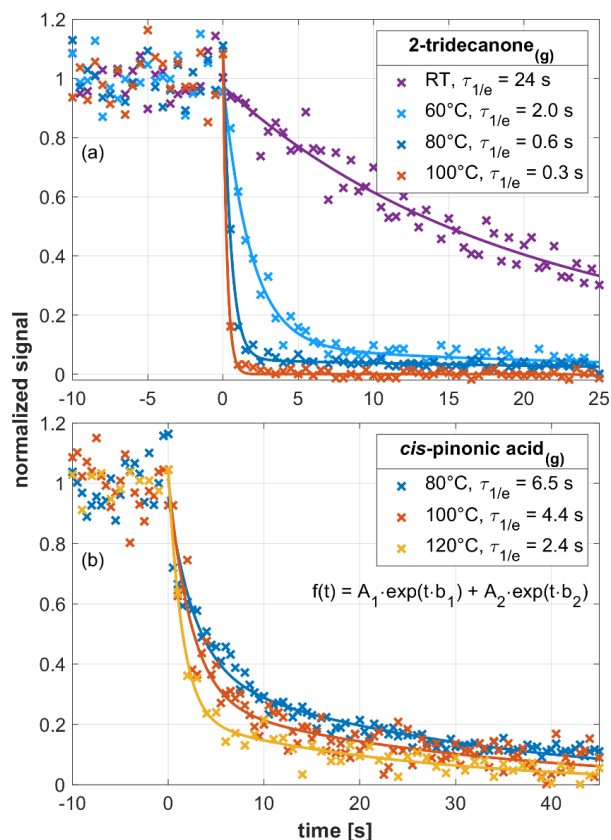 1.2
1
0.8
0.6
0.4
0.2
0
(a)
2-tridecanone(g)
RT, τ1/e = 24 s
60°C, τ1/e = 2.0 s
80°C, τ1/e = 0.6 s
100°C, τ1/e = 0.3 s
-10 -5 0 5 10 15 20 25
normalized signal
1.2
1
0.8
0.6
0.4
0.2
0
(b)
cis-pinonic acid(g)
80°C, τ1/e = 6.5 s
100°C, τ1/e = 4.4 s
120°C, τ1/e = 2.4 s
f(t) = A1·exp(t·b1) + A2·exp(t·b2)
-10 0 10 20 30 40
time [s]